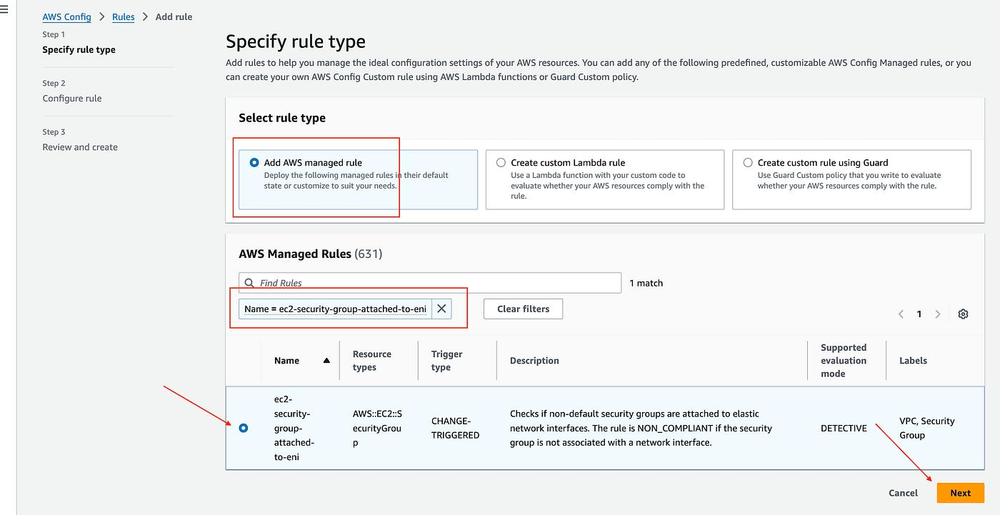 AWS Config > Rules > Add rule
Step 1
Specify rule type
Step 2
Configure rule
Step 3
Review and create
Specify rule type
Add rules to help you manage the ideal configuration settings of your AWS resources. You can add any of the following predefined, customizable AWS Config Managed rules, or you
can create your own AWS Config Custom rule using AWS Lambda functions or Guard Custom policy.
Select rule type
Add AWS managed rule
Deploy the following managed rules in their default
state or customize to suit your needs.
Create custom Lambda rule
Use a Lambda function with your custom code to
evaluate whether your AWS resources comply with the
rule.
Create custom rule using Guard
Use Guard Custom policy that you write to evaluate
whether your AWS resources comply with the rule.
AWS Managed Rules (631)
Find Rules
1 match
Name = ec2-security-group-attached-to-eni
Clear filters
1
Name
Resource
types
Trigger
type
Description
Supported
evaluation
mode
Labels
ec2-
security-
group-
attached-
to-eni
AWS::EC2::S
ecurityGrou
p
CHANGE-
TRIGGERED
Checks if non-default security groups are attached to elastic
network interfaces. The rule is NON_COMPLIANT if the security
group is not associated with a network interface.
DETECTIVE
VPC, Security
Group
Cancel
Next